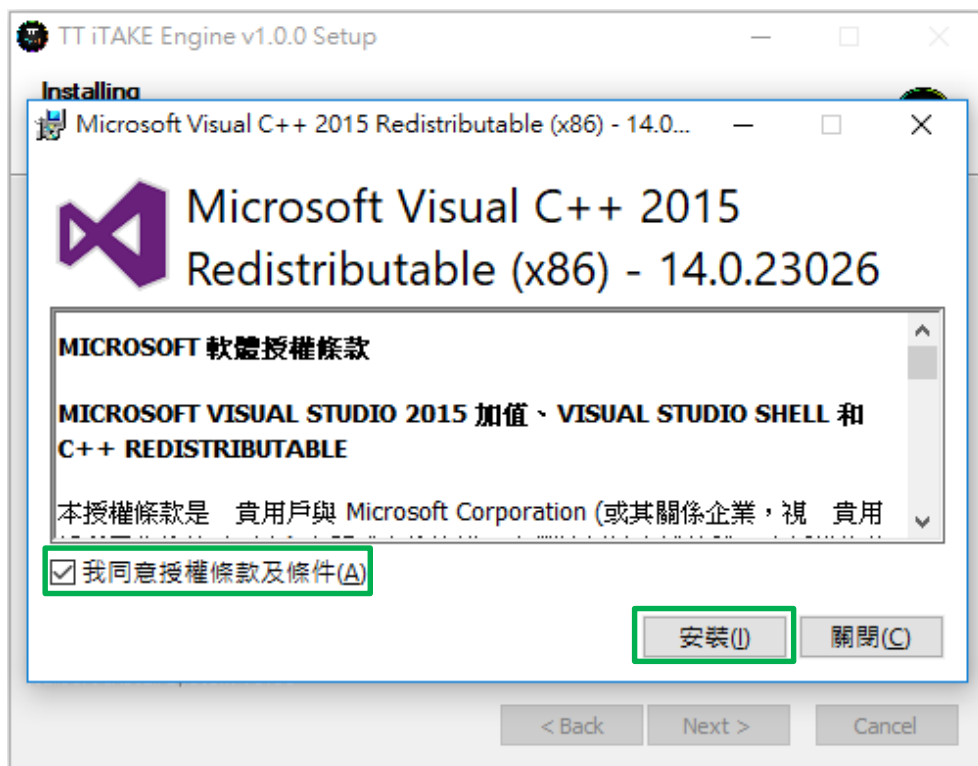 TT iTAKE Engine v1.0.0 Setup
Installing
Microsoft Visual C++ 2015 Redistributable (x86) - 14.0...
Microsoft Visual C++ 2015
Redistributable (x86) - 14.0.23026
MICROSOFT 軟體授權條款
MICROSOFT VISUAL STUDIO 2015 加值、VISUAL STUDIO SHELL 和
C++ REDISTRIBUTABLE
本授權條款是 貴用戶與 Microsoft Corporation (或其關係企業，視 貴用
我同意授權條款及條件(A)
安裝(I) 關閉(C)
< Back Next > Cancel